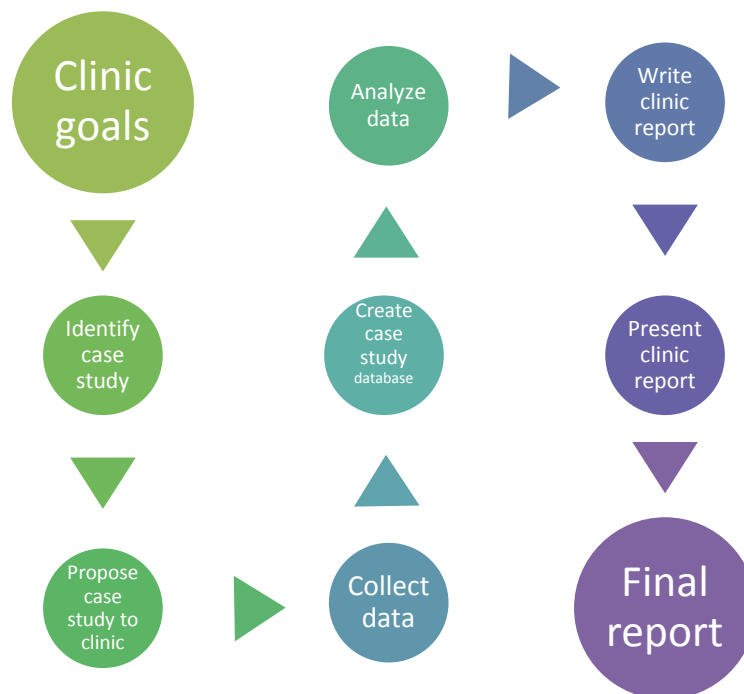 Clinic
goals
Identify
case
study
Propose
case
study to
clinic
Collect
data
Create
case
study
database
Analyze
data
Write
clinic
report
Present
clinic
report
Final
report